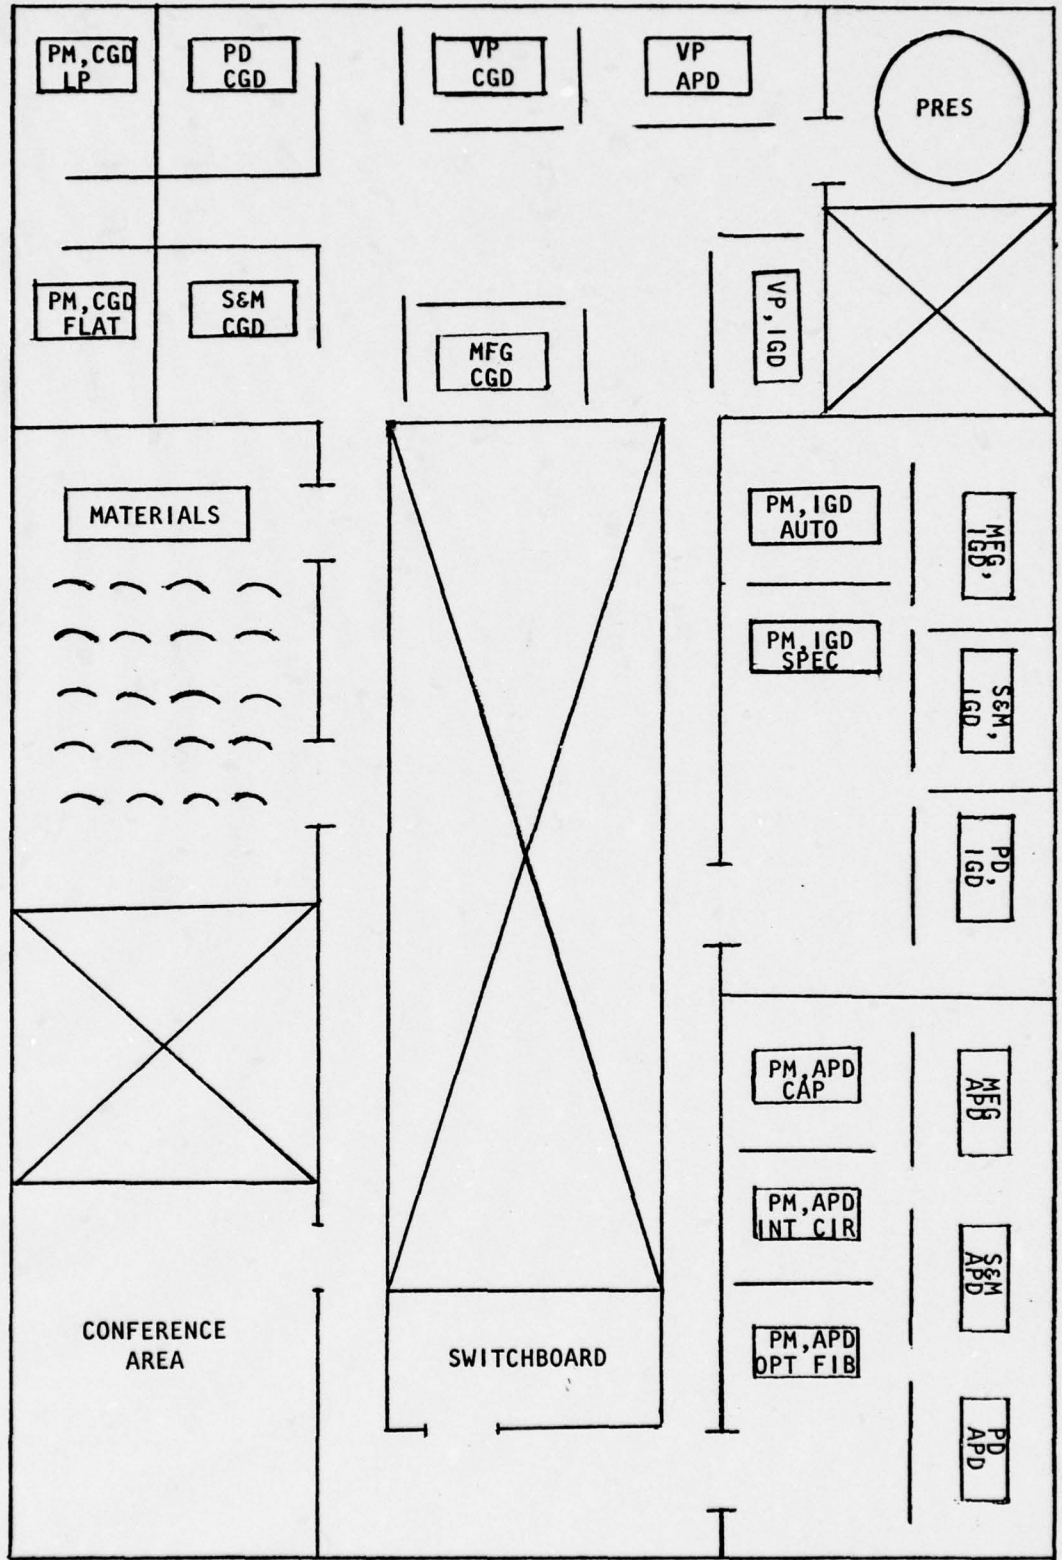 PM,CGD
LP
PD
CGD
VP
CGD
VP
APD
PRES
PM,CGD
FLAT
S&M
CGD
MFG
CGD
VP, IGD
MATERIALS
PM,IGD
AUTO
MFG,
IGD
PM,IGD
SPEC
S&M,
IGD
PD,
IGD
PM,APD
CAP
MFG
APD
PM,APD
INT CIR
S&M
APD
CONFERENCE
AREA
SWITCHBOARD
PM,APD
OPT FIB
PD
APD